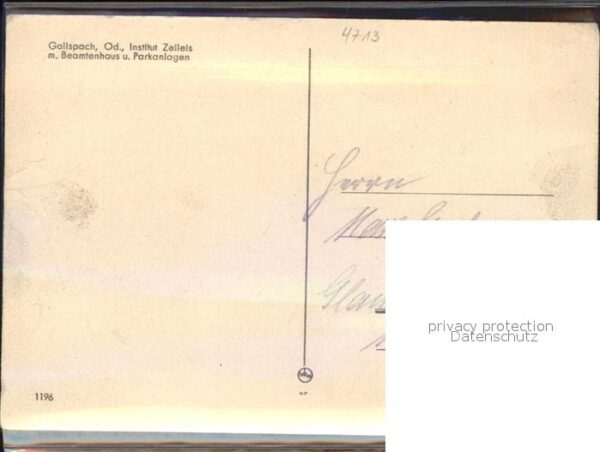 4713
Gallspach, Od., Institut Zeileis
m. Beamtenhaus u. Parkanlagen
Herrn
privacy protection
Datenschutz
1196